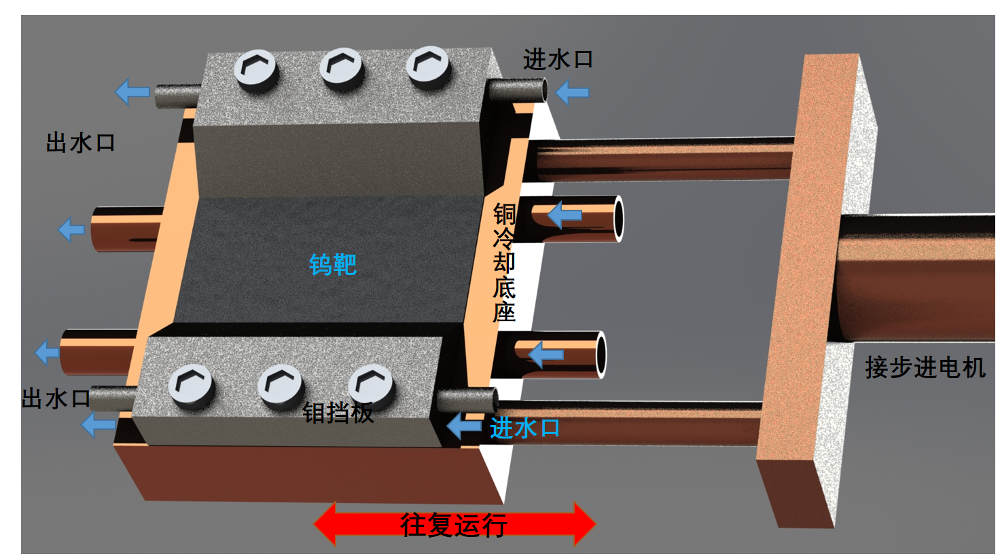 进水口
出水口
铜冷却底座
钨靶
接步进电机
出水口
钼挡板
进水口
往复运行